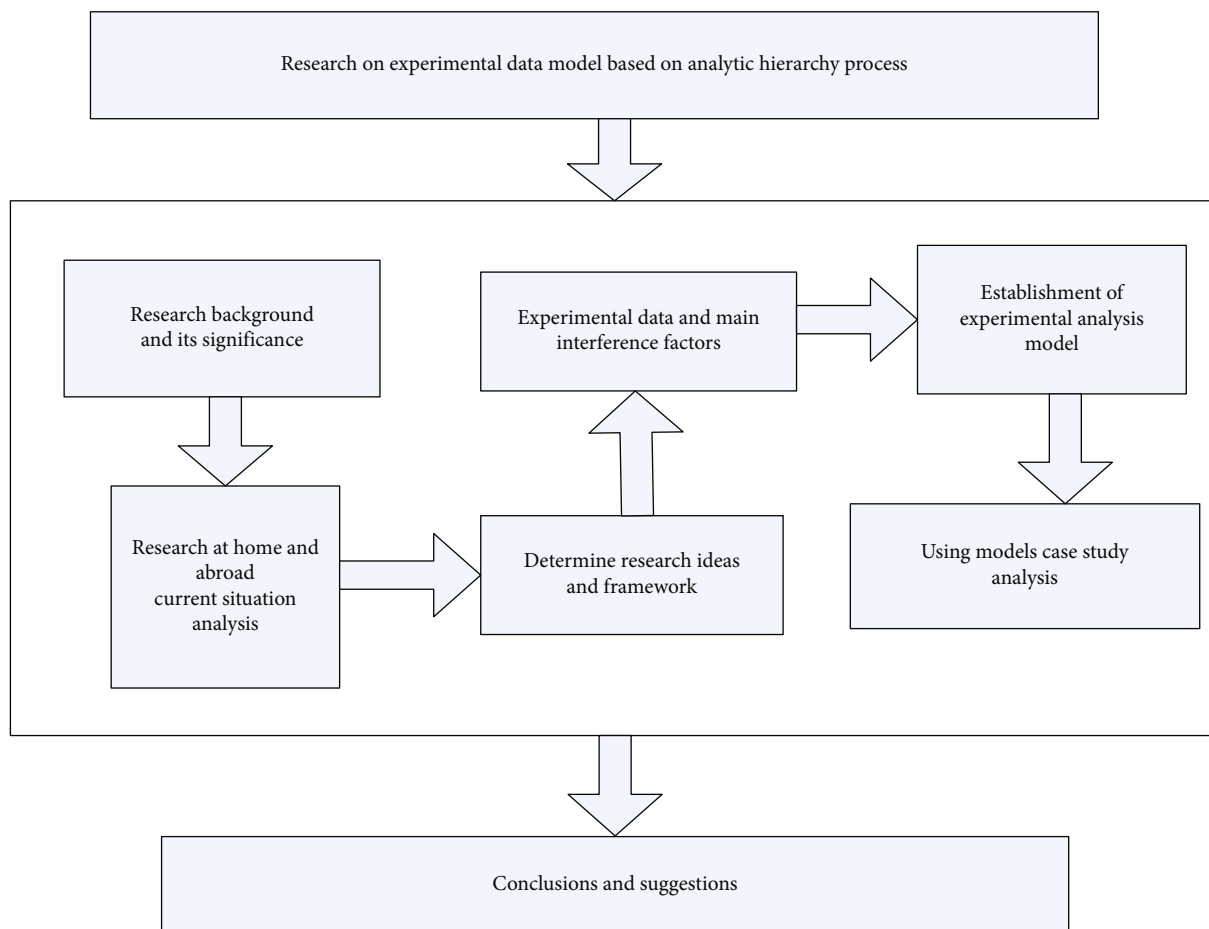 Research on experimental data model based on analytic hierarchy process
Research background
and its significance
Research at home and
abroad
current situation
analysis
Determine research ideas
and framework
Experimental data and main
interference factors
Establishment of
experimental analysis
model
Using models case study
analysis
Conclusions and suggestions